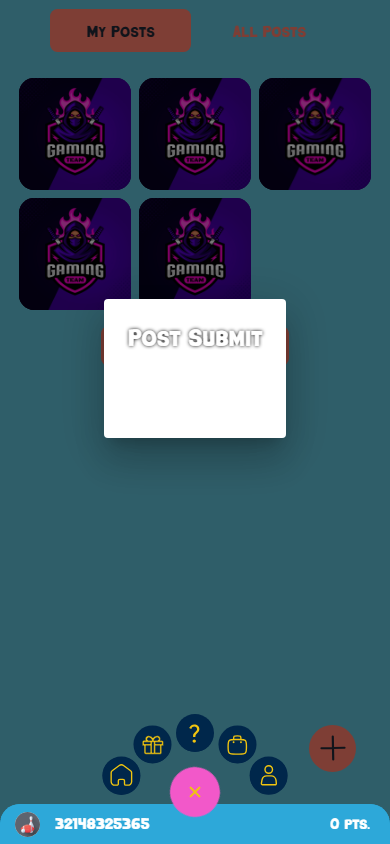 My Posts
All Posts
GAMING
TEAM
GAMING
TEAM
GAMING
TEAM
GAMING
TEAM
GAMING
TEAM
Post Submit
?
32148325365
0 PTS.